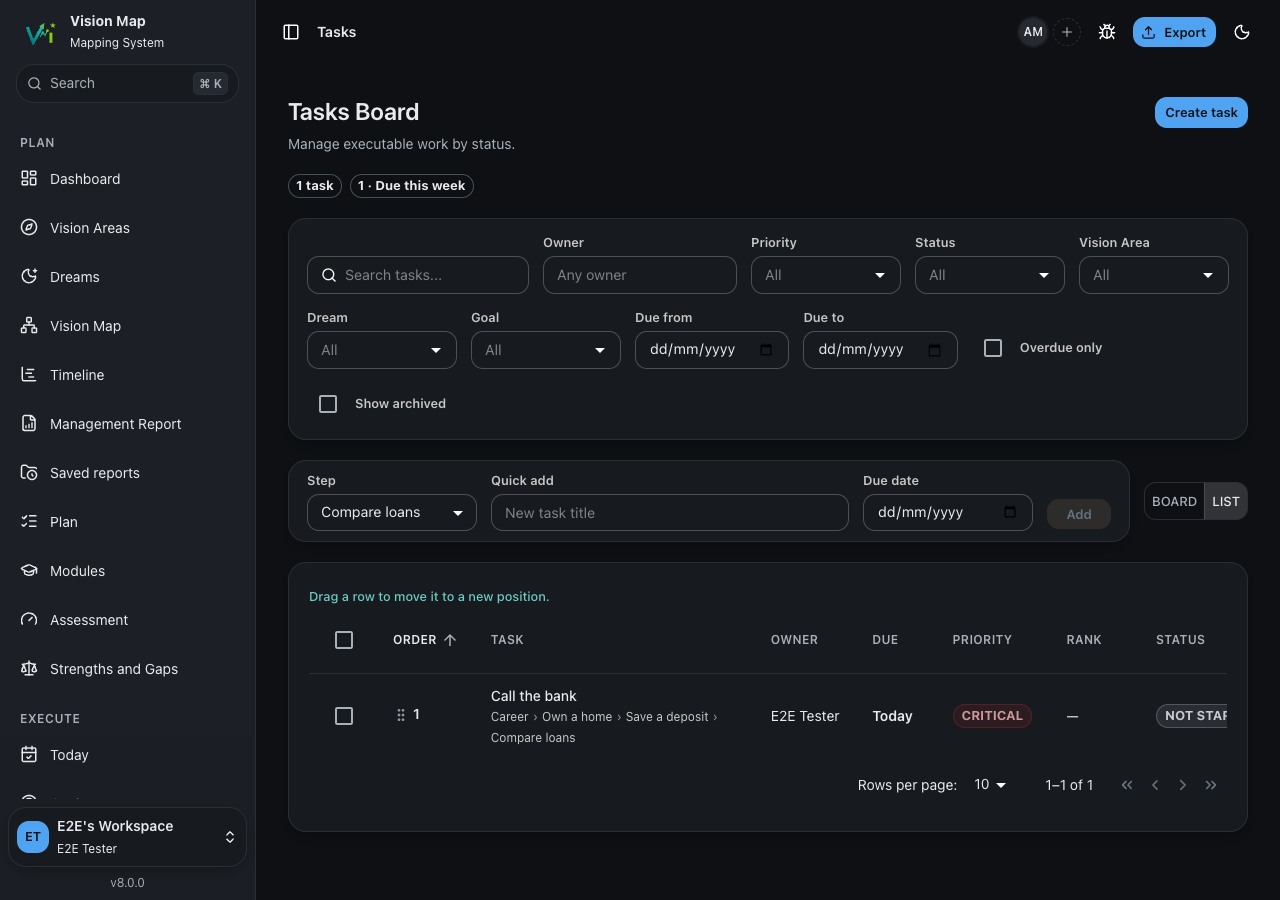 Vision Map
Mapping System
Search
⌘ K
PLAN
Dashboard
Vision Areas
Dreams
Vision Map
Timeline
Management Report
Saved reports
Plan
Modules
Assessment
Strengths and Gaps
EXECUTE
Today
ET
E2E's Workspace
E2E Tester
v8.0.0
Tasks
AM
Export
Tasks Board
Create task
Manage executable work by status.
1 task
1 · Due this week
Owner
Priority
Status
Vision Area
Search tasks...
Any owner
All
All
All
Dream
Goal
Due from
Due to
All
All
dd/mm/yyyy
dd/mm/yyyy
Overdue only
Show archived
Step
Quick add
Due date
Compare loans
New task title
dd/mm/yyyy
Add
BOARD
LIST
Drag a row to move it to a new position.
ORDER
TASK
OWNER
DUE
PRIORITY
RANK
STATUS
1
Call the bank
Career › Own a home › Save a deposit ›
Compare loans
E2E Tester
Today
CRITICAL
—
NOT STAR
Rows per page:
10
1–1 of 1